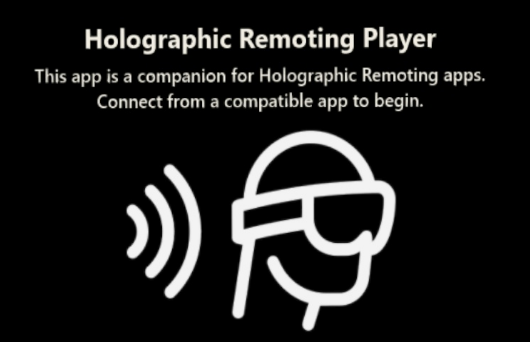 Holographic Remoting Player
This app is a companion for Holographic Remoting apps.
Connect from a compatible app to begin.